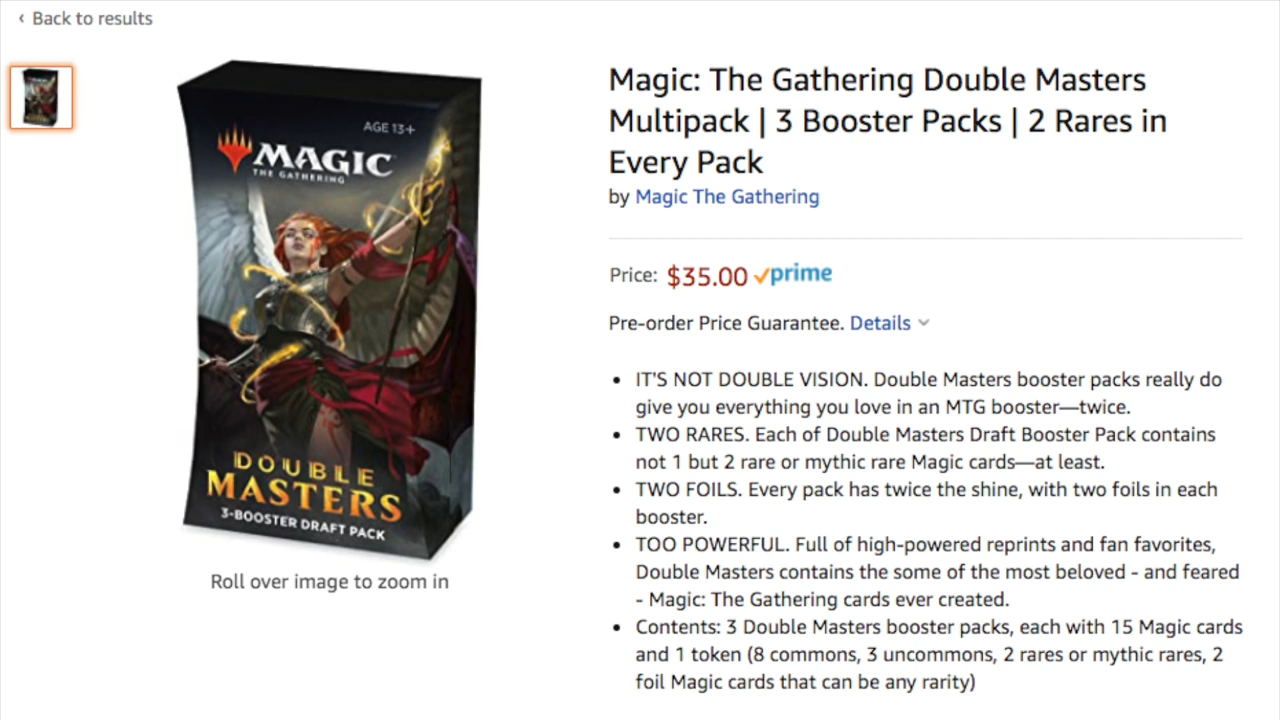 ‹ Back to results
AGE 13+
MAGIC
THE GATHERING
DOUBLE
MASTERS
3-BOOSTER DRAFT PACK
Roll over image to zoom in
Magic: The Gathering Double Masters
Multipack | 3 Booster Packs | 2 Rares in
Every Pack
by Magic The Gathering
Price: $35.00 prime
Pre-order Price Guarantee. Details
• IT'S NOT DOUBLE VISION. Double Masters booster packs really do
give you everything you love in an MTG booster—twice.
• TWO RARES. Each of Double Masters Draft Booster Pack contains
not 1 but 2 rare or mythic rare Magic cards—at least.
• TWO FOILS. Every pack has twice the shine, with two foils in each
booster.
• TOO POWERFUL. Full of high-powered reprints and fan favorites,
Double Masters contains the some of the most beloved - and feared
- Magic: The Gathering cards ever created.
• Contents: 3 Double Masters booster packs, each with 15 Magic cards
and 1 token (8 commons, 3 uncommons, 2 rares or mythic rares, 2
foil Magic cards that can be any rarity)